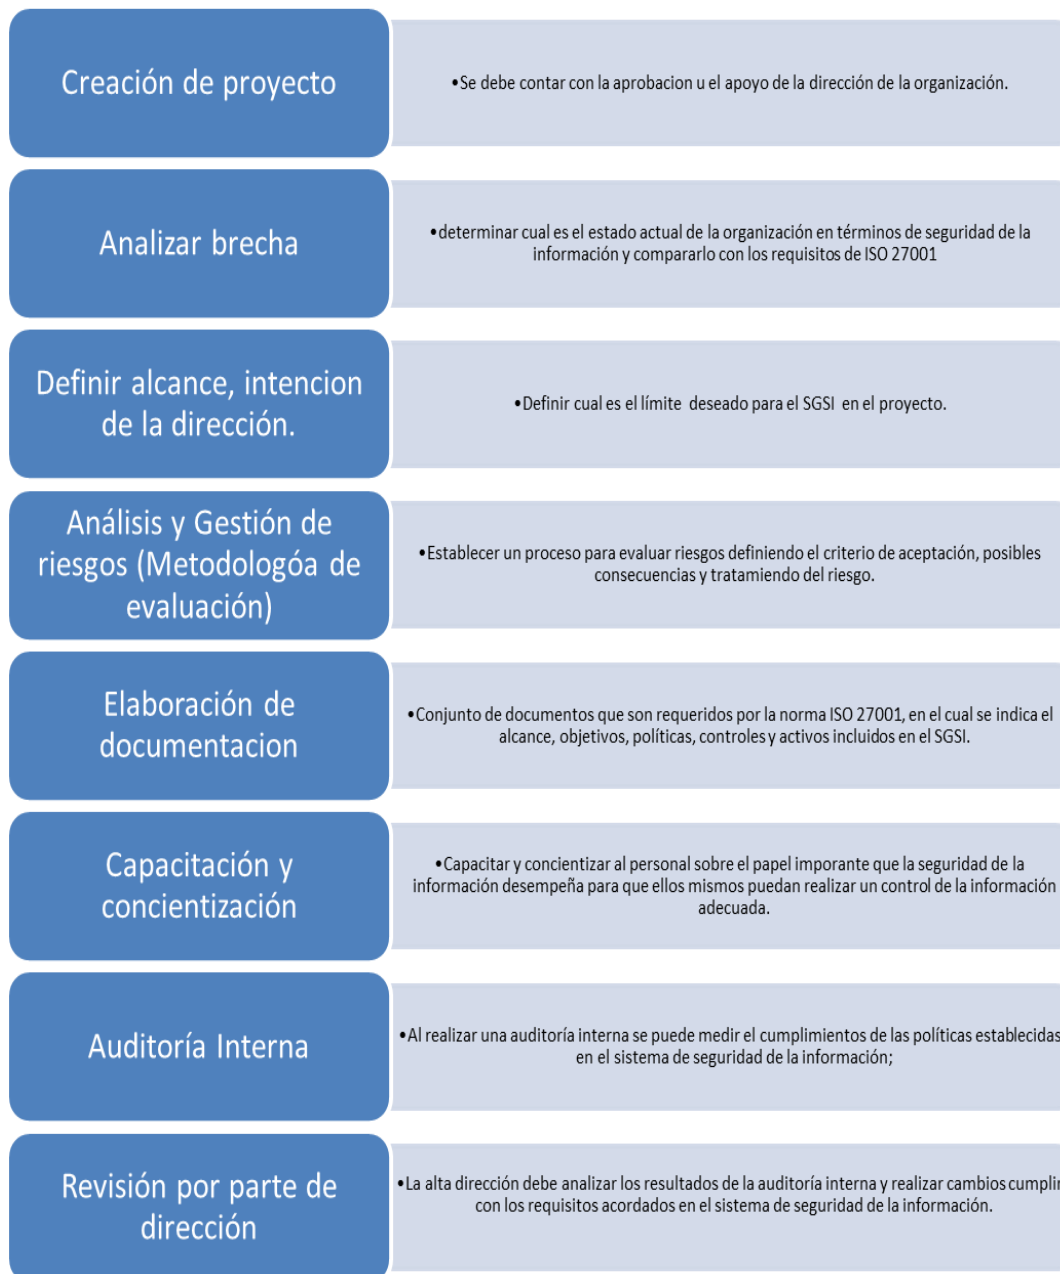 Creación de proyecto
•Se debe contar con la aprobacion u el apoyo de la dirección de la organización.
Analizar brecha
•determinar cual es el estado actual de la organización en términos de seguridad de la
información y compararlo con los requisitos de ISO 27001
Definir alcance, intencion
de la dirección.
•Definir cual es el límite deseado para el SGSI en el proyecto.
Análisis y Gestión de
riesgos (Metodologóa de
evaluación)
•Establecer un proceso para evaluar riesgos definiendo el criterio de aceptación, posibles
consecuencias y tratamiendo del riesgo.
Elaboración de
documentacion
•Conjunto de documentos que son requeridos por la norma ISO 27001, en el cual se indica el
alcance, objetivos, políticas, controles y activos incluidos en el SGSI.
Capacitación y
concientización
•Capacitar y concientizar al personal sobre el papel imporante que la seguridad de la
información desempeña para que ellos mismos puedan realizar un control de la información
adecuada.
Auditoría Interna
•Al realizar una auditoría interna se puede medir el cumplimientos de las políticas establecidas
en el sistema de seguridad de la información;
Revisión por parte de
dirección
•La alta dirección debe analizar los resultados de la auditoría interna y realizar cambios cumplir
con los requisitos acordados en el sistema de seguridad de la información.